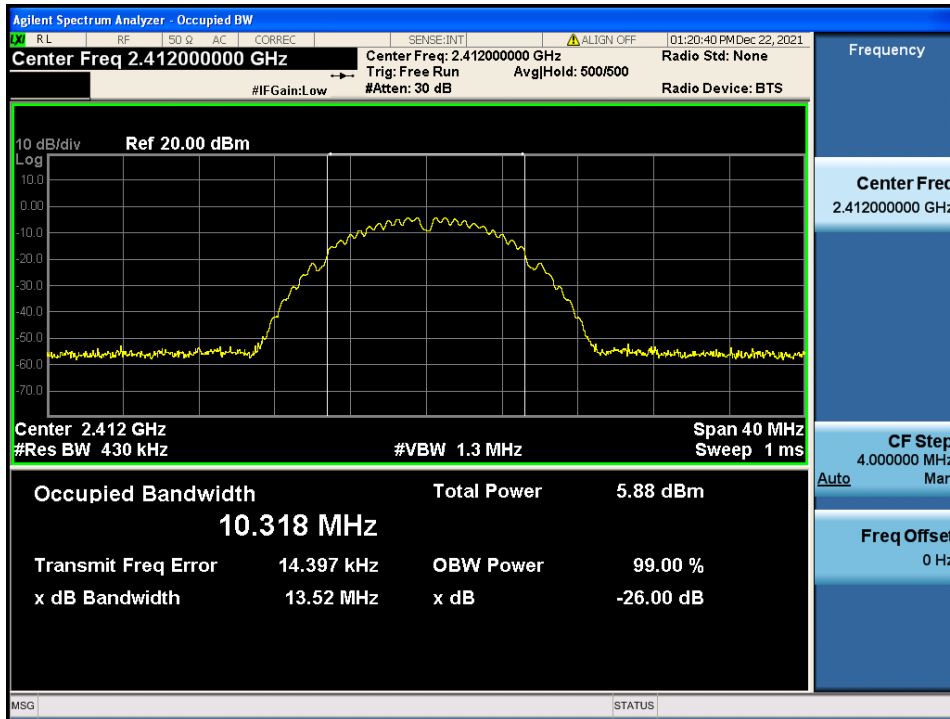 Agilent Spectrum Analyzer - Occupied BW
LXI RL RF 50 Ω AC CORREC SENSE:INT ALIGN OFF 01:20:40 PM Dec 22, 2021
Center Freq 2.412000000 GHz
Center Freq: 2.412000000 GHz Radio Std: None
Trig: Free Run Avg|Hold: 500/500
#IFGain:Low #Atten: 30 dB Radio Device: BTS
10 dB/div Ref 20.00 dBm
Log
10.0
0.00
-10.0
-20.0
-30.0
-40.0
-50.0
-60.0
-70.0
Center 2.412 GHz Span 40 MHz
#Res BW 430 kHz #VBW 1.3 MHz Sweep 1 ms
Occupied Bandwidth Total Power 5.88 dBm
10.318 MHz
Transmit Freq Error 14.397 kHz OBW Power 99.00 %
x dB Bandwidth 13.52 MHz x dB -26.00 dB
Frequency
Center Freq
2.412000000 GHz
CF Step
4.000000 MHz
Auto Man
Freq Offset
0 Hz
MSG STATUS